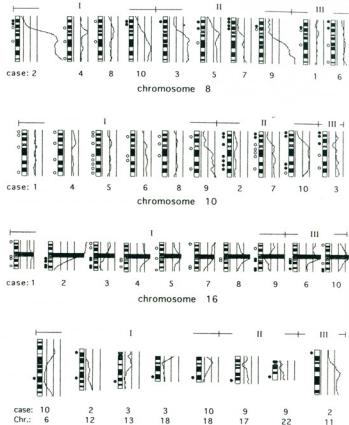 I II III
case: 2 4 8 10 3 5 7 9 1 6
chromosome 8
I II III
case: 1 4 5 6 8 9 2 7 10 3
chromosome 10
I III
case: 1 2 3 4 5 7 8 9 6 10
chromosome 16
I II III
case: 10 2 3 3 10 9 9 2
Chr.: 6 12 13 18 18 17 22 11